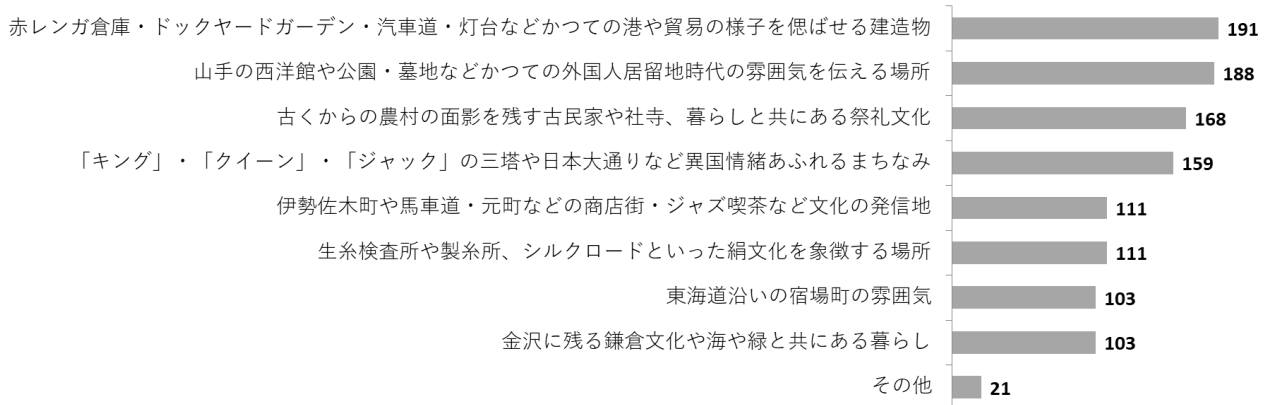 赤レンガ倉庫・ドックヤードガーデン・汽車道・灯台などかつての港や貿易の様子を偲ばせる建造物 191
山手の西洋館や公園・墓地などかつての外国人居留地時代の雰囲気を伝える場所 188
古くからの農村の面影を残す古民家や社寺、暮らしと共にある祭礼文化 168
「キング」・「クイーン」・「ジャック」の三塔や日本大通りなど異国情緒あふれるまちなみ 159
伊勢佐木町や馬車道・元町などの商店街・ジャズ喫茶など文化の発信地 111
生糸検査所や製糸所、シルクロードといった絹文化を象徴する場所 111
東海道沿いの宿場町の雰囲気 103
金沢に残る鎌倉文化や海や緑と共にある暮らし 103
その他 21